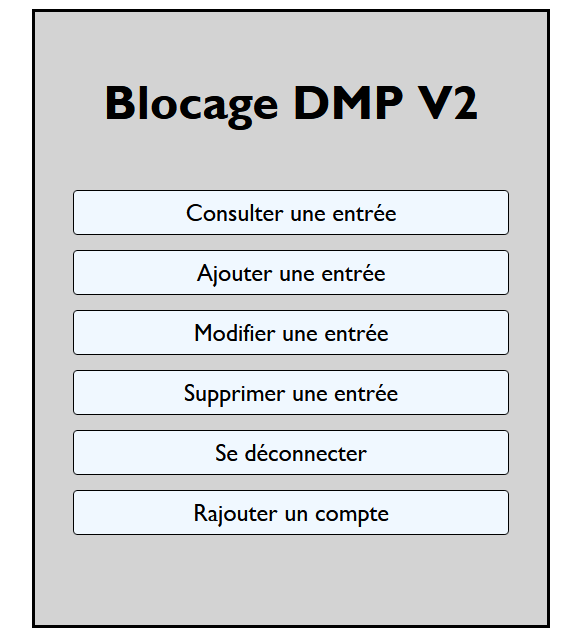 Blocage DMP V2
Consulter une entrée
Ajouter une entrée
Modifier une entrée
Supprimer une entrée
Se déconnecter
Rajouter un compte